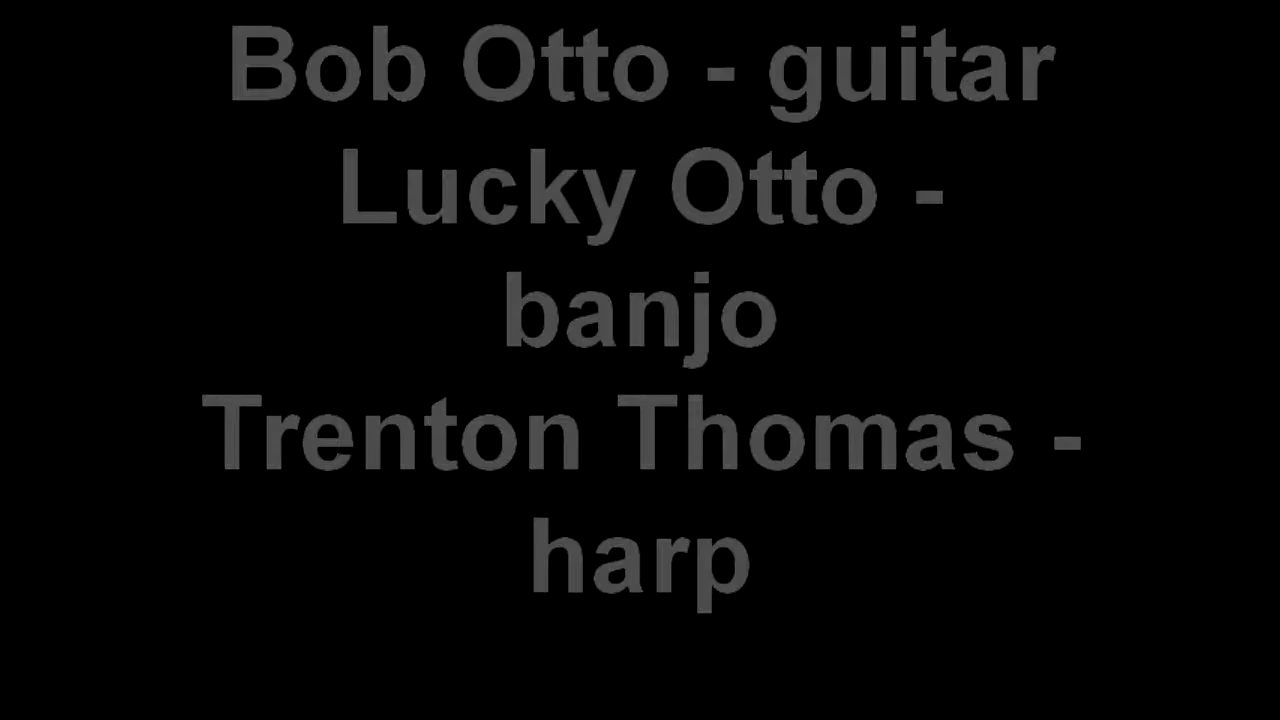 Bob Otto - guitar
Lucky Otto -
banjo
Trenton Thomas -
harp